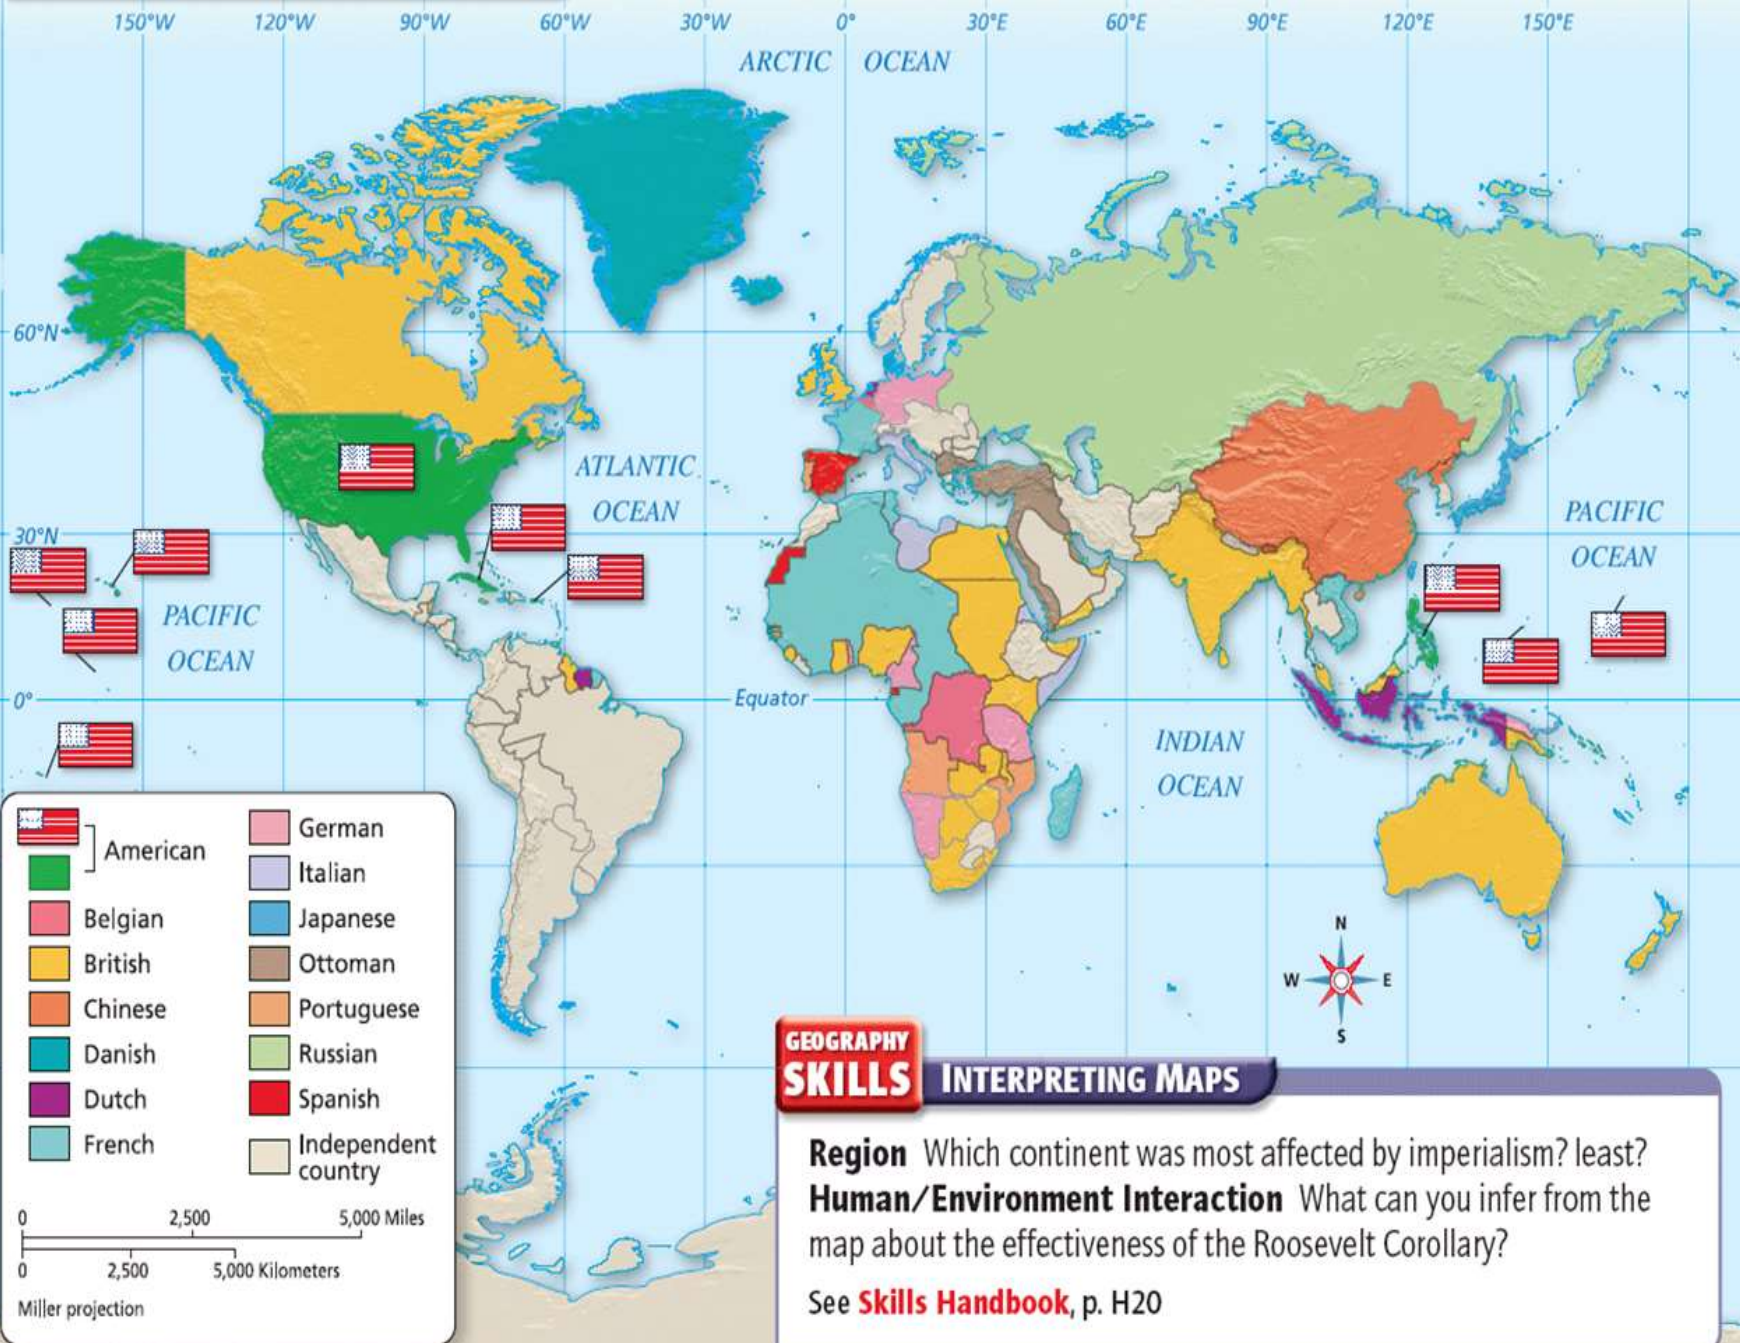 150°W 120°W 90°W 60°W 30°W 0° 30°E 60°E 90°E 120°E 150°E
ARCTIC OCEAN
60°N
ATLANTIC
OCEAN
PACIFIC
OCEAN
30°N
PACIFIC
OCEAN
0°
Equator
INDIAN
OCEAN
American
Belgian
British
Chinese
Danish
Dutch
French
German
Italian
Japanese
Ottoman
Portuguese
Russian
Spanish
Independent
country
0 2,500 5,000 Miles
0 2,500 5,000 Kilometers
Miller projection
N
W E
S
GEOGRAPHY
SKILLS INTERPRETING MAPS
Region Which continent was most affected by imperialism? least?
Human/Environment Interaction What can you infer from the
map about the effectiveness of the Roosevelt Corollary?
See Skills Handbook, p. H20